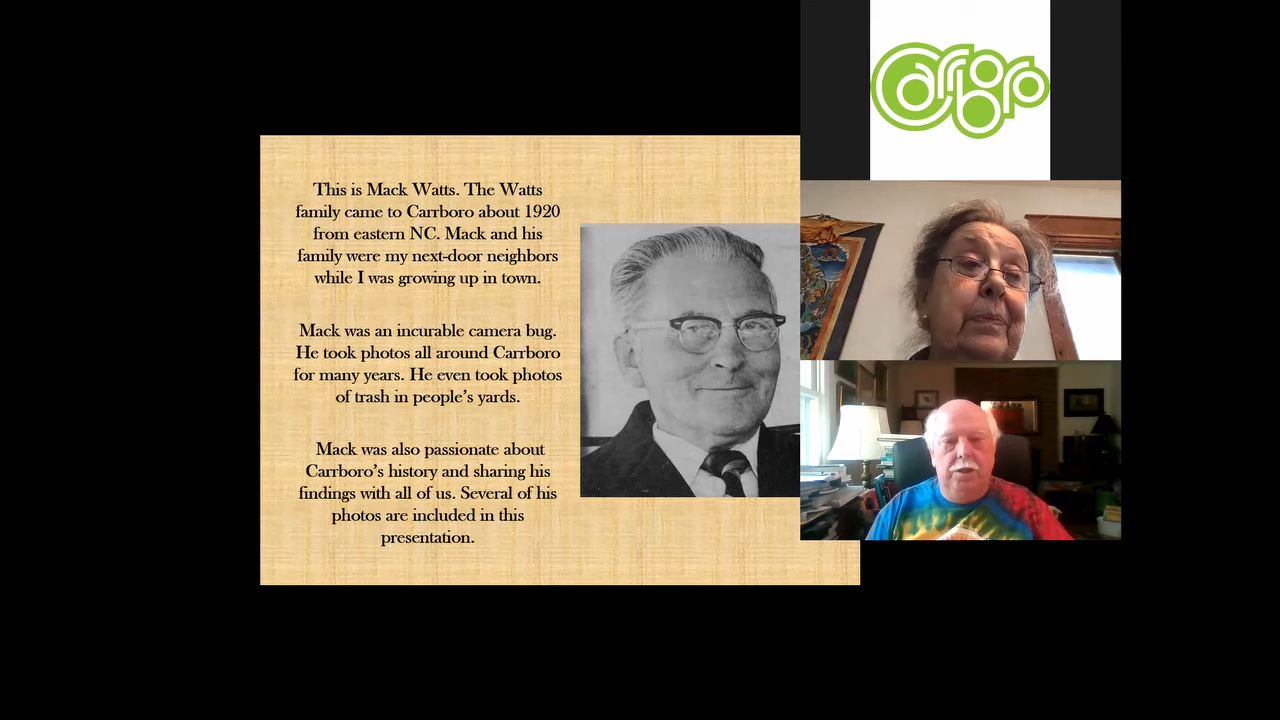 This is Mack Watts. The Watts
family came to Carrboro about 1920
from eastern NC. Mack and his
family were my next-door neighbors
while I was growing up in town.
Mack was an incurable camera bug.
He took photos all around Carrboro
for many years. He even took photos
of trash in people’s yards.
Mack was also passionate about
Carrboro’s history and sharing his
findings with all of us. Several of his
photos are included in this
presentation.
Carrboro